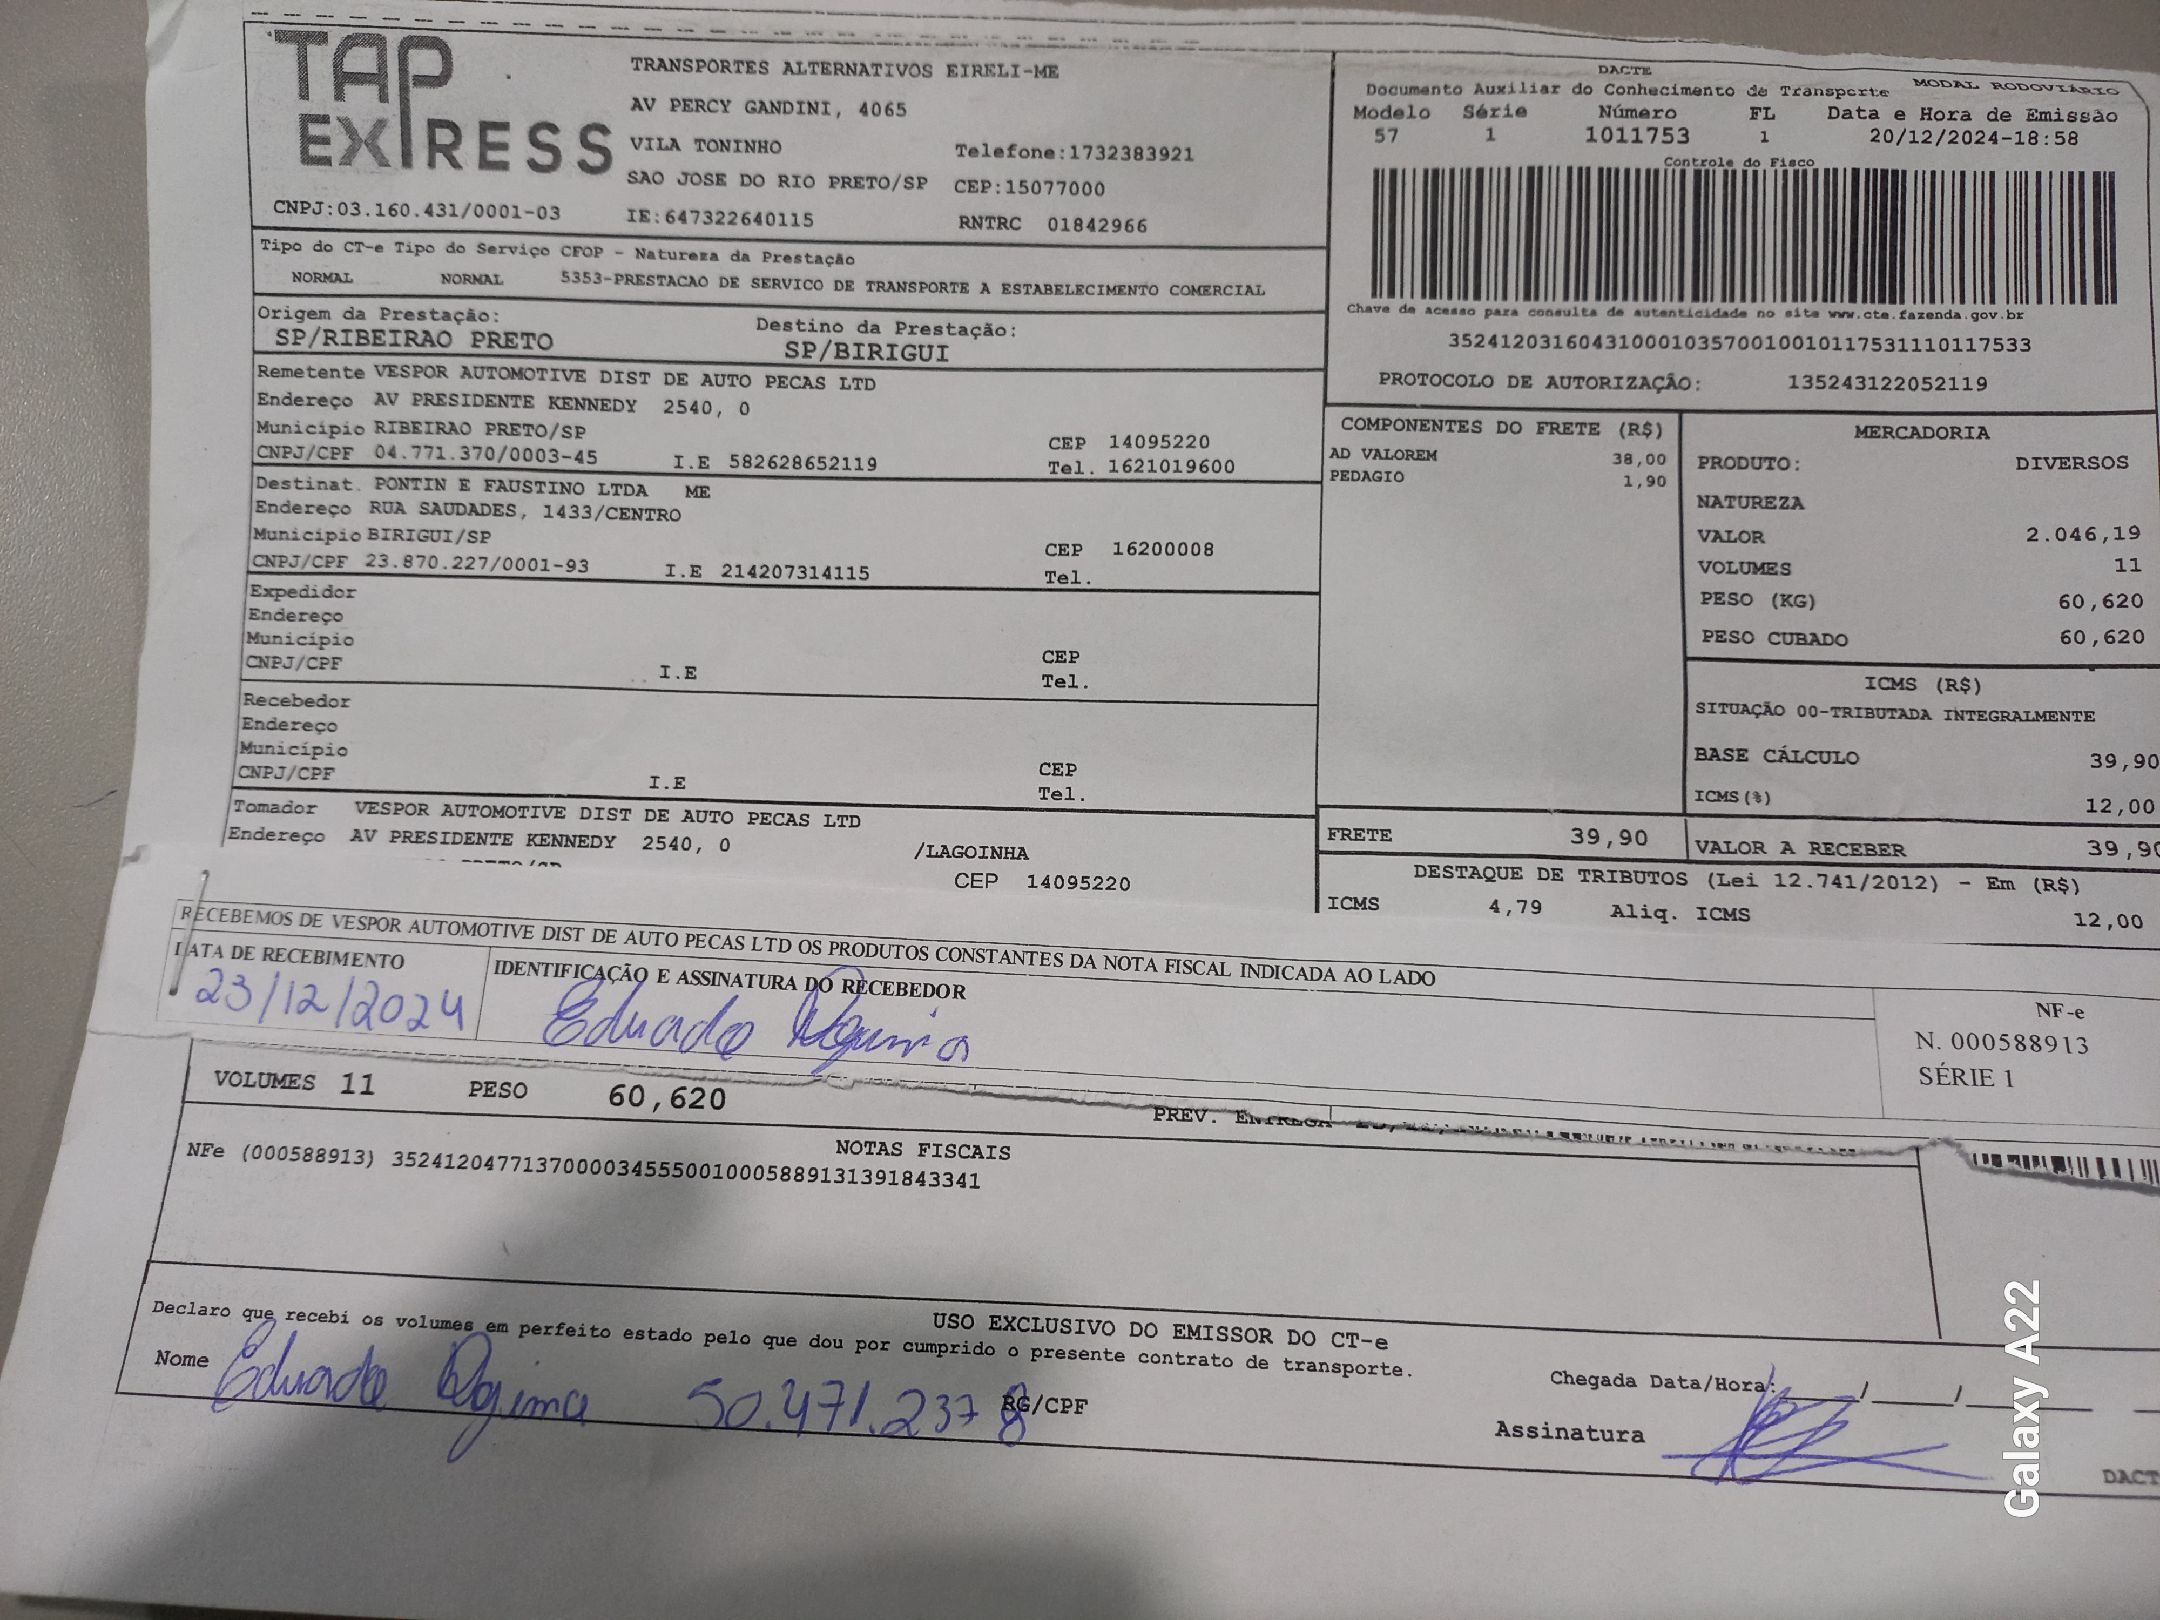 TAP EXPRESS
TRANSPORTES ALTERNATIVOS EIRELI-ME
AV PERCY GANDINI, 4065
VILA TONINHO Telefone:1732383921
SAO JOSE DO RIO PRETO/SP CEP:15077000
CNPJ:03.160.431/0001-03 IE:647322640115 RNTRC 01842966
DACTE
Documento Auxiliar do Conhecimento de Transporte MODAL RODOVIÁRIO
Modelo Série Número FL Data e Hora de Emissão
57 1 1011753 1 20/12/2024-18:58
Controle do Fisco
Chave de acesso para consulta de autenticidade no site www.cte.fazenda.gov.br
35241203160431000103570010010117531110117533
PROTOCOLO DE AUTORIZAÇÃO: 135243122052119
Tipo do CT-e Tipo do Serviço CFOP - Natureza da Prestação
NORMAL NORMAL 5353-PRESTACAO DE SERVICO DE TRANSPORTE A ESTABELECIMENTO COMERCIAL
Origem da Prestação: Destino da Prestação:
SP/RIBEIRAO PRETO SP/BIRIGUI
Remetente VESPOR AUTOMOTIVE DIST DE AUTO PECAS LTD
Endereço AV PRESIDENTE KENNEDY 2540, 0
Município RIBEIRAO PRETO/SP CEP 14095220
CNPJ/CPF 04.771.370/0003-45 I.E 582628652119 Tel. 1621019600
Destinat. PONTIN E FAUSTINO LTDA ME
Endereço RUA SAUDADES, 1433/CENTRO
Município BIRIGUI/SP CEP 16200008
CNPJ/CPF 23.870.227/0001-93 I.E 214207314115 Tel.
Expedidor
Endereço
Município CEP
CNPJ/CPF I.E Tel.
Recebedor
Endereço
Município CEP
CNPJ/CPF I.E Tel.
Tomador VESPOR AUTOMOTIVE DIST DE AUTO PECAS LTD
Endereço AV PRESIDENTE KENNEDY 2540, 0 /LAGOINHA
CEP 14095220
COMPONENTES DO FRETE (R$)
AD VALOREM 38,00
PEDAGIO 1,90
MERCADORIA
PRODUTO: DIVERSOS
NATUREZA
VALOR 2.046,19
VOLUMES 11
PESO (KG) 60,620
PESO CUBADO 60,620
ICMS (R$)
SITUAÇÃO 00-TRIBUTADA INTEGRALMENTE
BASE CÁLCULO 39,90
ICMS(%) 12,00
FRETE 39,90 VALOR A RECEBER 39,90
DESTAQUE DE TRIBUTOS (Lei 12.741/2012) - Em (R$)
ICMS 4,79 Aliq. ICMS 12,00
RECEBEMOS DE VESPOR AUTOMOTIVE DIST DE AUTO PECAS LTD OS PRODUTOS CONSTANTES DA NOTA FISCAL INDICADA AO LADO
DATA DE RECEBIMENTO IDENTIFICAÇÃO E ASSINATURA DO RECEBEDOR
23/12/2024 Eduardo
NF-e
N. 000588913
SÉRIE 1
VOLUMES 11 PESO 60,620 PREV. ENTREGA
NOTAS FISCAIS
NFe (000588913) 35241204771370000345550010005889131391843341
USO EXCLUSIVO DO EMISSOR DO CT-e
Declaro que recebi os volumes em perfeito estado pelo que dou por cumprido o presente contrato de transporte.
Nome Eduardo 50.471.237 8 RG/CPF
Chegada Data/Hora: / /
Assinatura
DACT
Galaxy A22